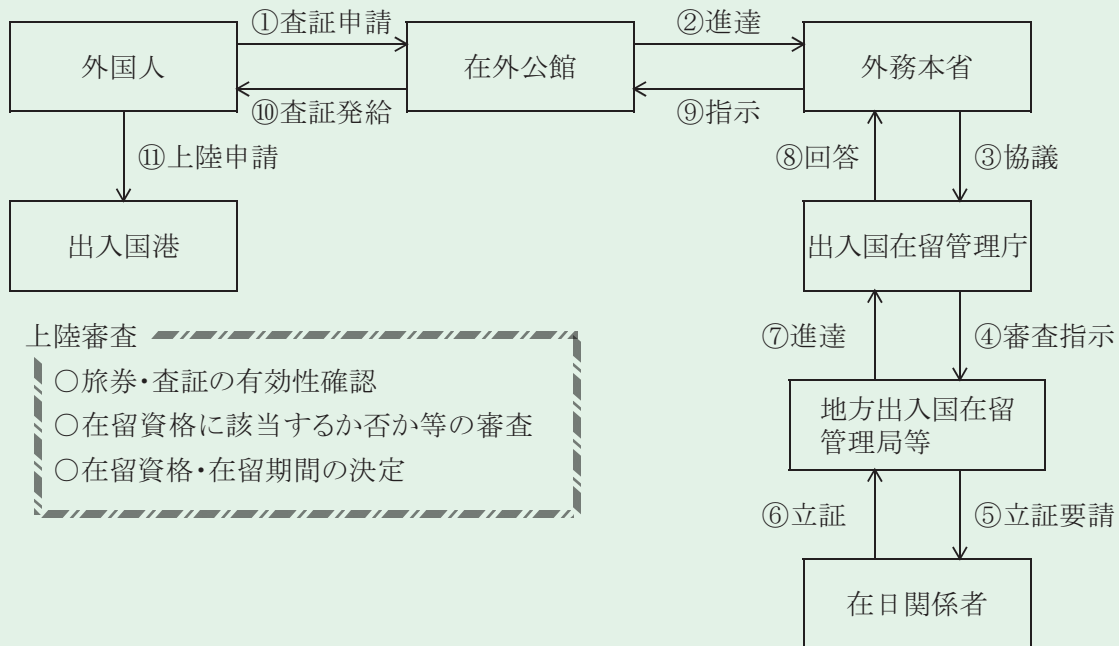 ①査証申請
②進達
外国人
在外公館
外務本省
⑩査証発給
⑨指示
⑪上陸申請
⑧回答
③協議
出入国港
出入国在留管理庁
上陸審査
⑦進達
④審査指示
○旅券・査証の有効性確認
○在留資格に該当するか否か等の審査
○在留資格・在留期間の決定
地方出入国在留
管理局等
⑥立証
⑤立証要請
在日関係者